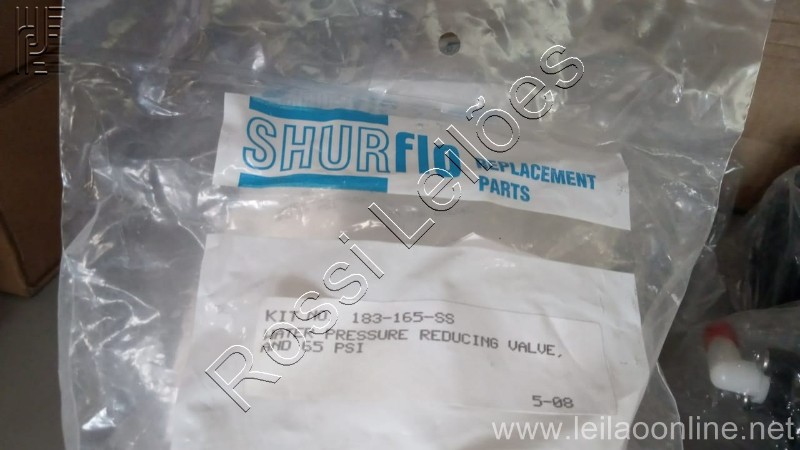 SHURflo
REPLACEMENT
PARTS
KIT NO. 183-165-SS
WATER PRESSURE REDUCING VALVE,
AND 65 PSI
5-08
Rossi Leilões
www.leilaoonline.net